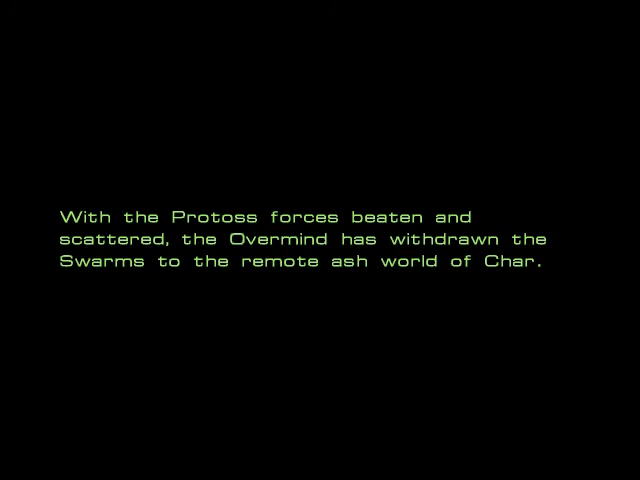 With the Protoss forces beaten and
scattered, the Overmind has withdrawn the
Swarms to the remote ash world of Char.